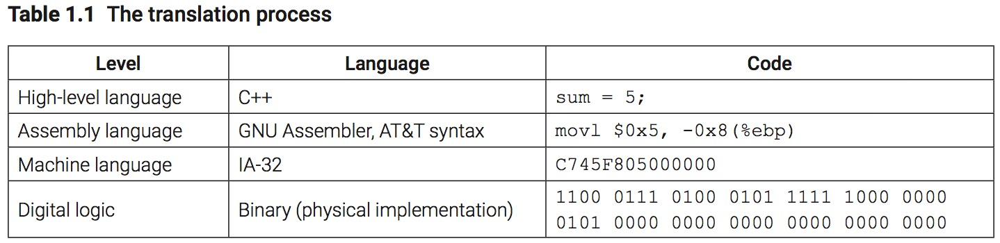 Table 1.1 The translation process
Level Language Code
High-level language C++ sum = 5;
Assembly language GNU Assembler, AT&T syntax movl $0x5, -0x8(%ebp)
Machine language IA-32 C745F805000000
Digital logic Binary (physical implementation) 1100 0111 0100 0101 1111 1000 0000
0101 0000 0000 0000 0000 0000 0000